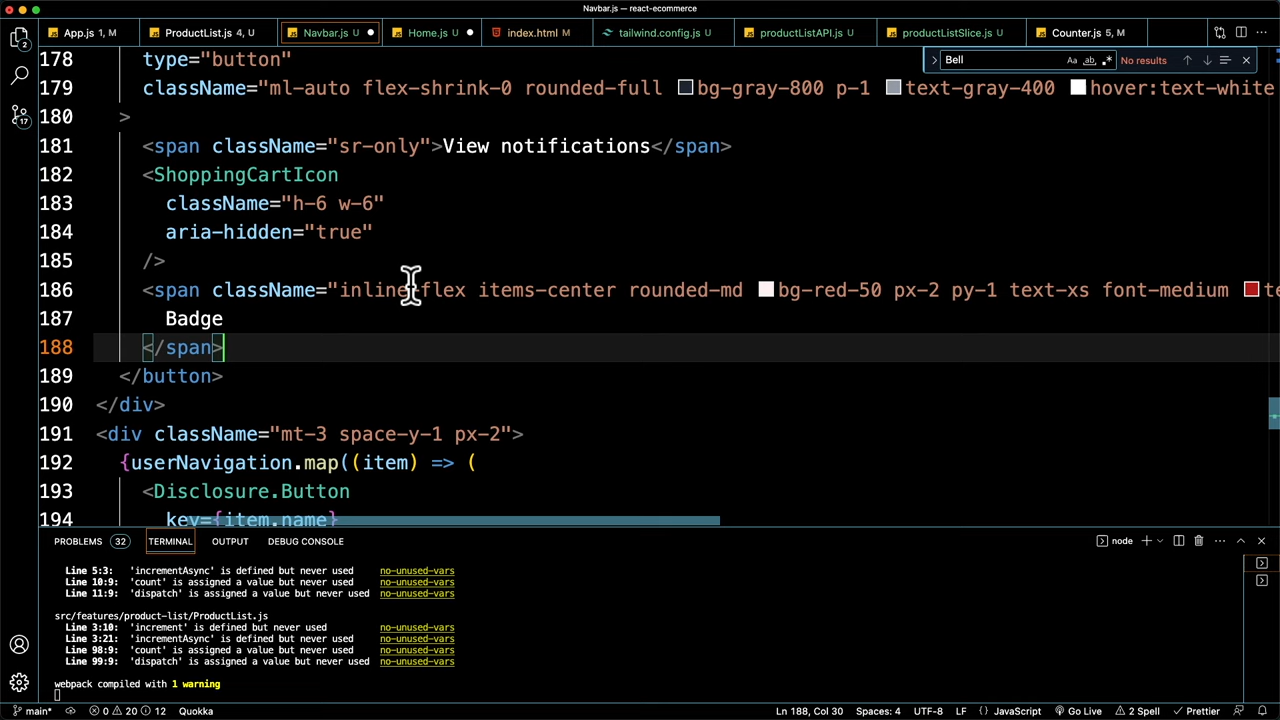 Navbar.js — react-ecommerce
App.js 1, M
ProductList.js 4, U
Navbar.js U
Home.js U
index.html M
tailwind.config.js U
productListAPI.js U
productListSlice.js U
Counter.js 5, M
Bell
Aa
ab
.*
No results
178 type="button"
179 className="ml-auto flex-shrink-0 rounded-full bg-gray-800 p-1 text-gray-400 hover:text-white
180 >
181 <span className="sr-only">View notifications</span>
182 <ShoppingCartIcon
183 className="h-6 w-6"
184 aria-hidden="true"
185 />
186 <span className="inline-flex items-center rounded-md bg-red-50 px-2 py-1 text-xs font-medium te
187 Badge
188 </span>
189 </button>
190 </div>
191 <div className="mt-3 space-y-1 px-2">
192 {userNavigation.map((item) => (
193 <Disclosure.Button
194 key={item.name}
2
17
PROBLEMS 32 TERMINAL OUTPUT DEBUG CONSOLE
node
Line 5:3: 'incrementAsync' is defined but never used no-unused-vars
Line 10:9: 'count' is assigned a value but never used no-unused-vars
Line 11:9: 'dispatch' is assigned a value but never used no-unused-vars
src/features/product-list/ProductList.js
Line 3:10: 'increment' is defined but never used no-unused-vars
Line 3:21: 'incrementAsync' is defined but never used no-unused-vars
Line 98:9: 'count' is assigned a value but never used no-unused-vars
Line 99:9: 'dispatch' is assigned a value but never used no-unused-vars
webpack compiled with 1 warning
main* 0 20 12 Quokka
Ln 188, Col 30 Spaces: 4 UTF-8 LF {} JavaScript Go Live 2 Spell Prettier